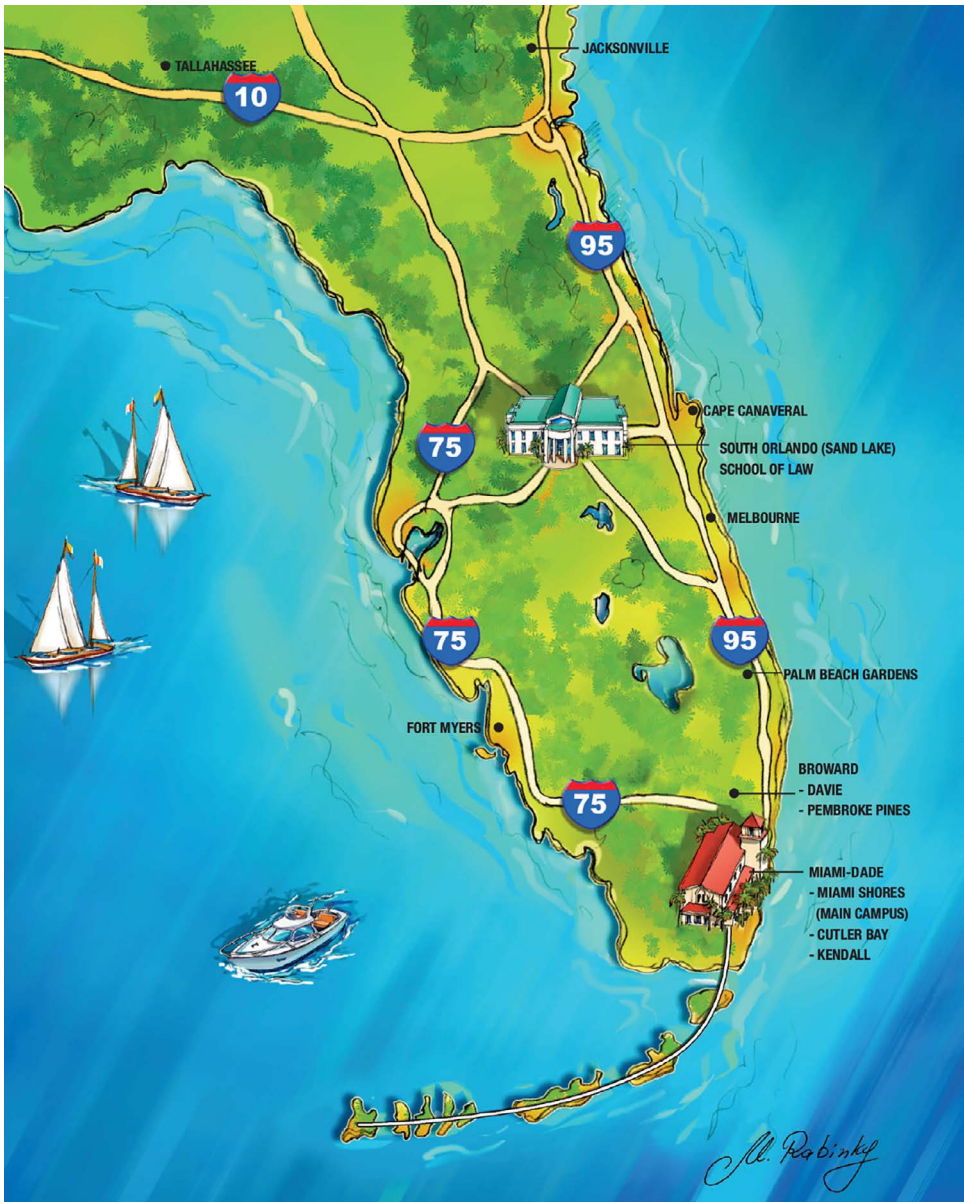 JACKSONVILLE
TALLAHASSEE
10
95
CAPE CANAVERAL
75
SOUTH ORLANDO (SAND LAKE)
SCHOOL OF LAW
MELBOURNE
75
95
PALM BEACH GARDENS
FORT MYERS
BROWARD
- DAVIE
75
- PEMBROKE PINES
MIAMI-DADE
- MIAMI SHORES
(MAIN CAMPUS)
- CUTLER BAY
- KENDALL
M. Rabinky